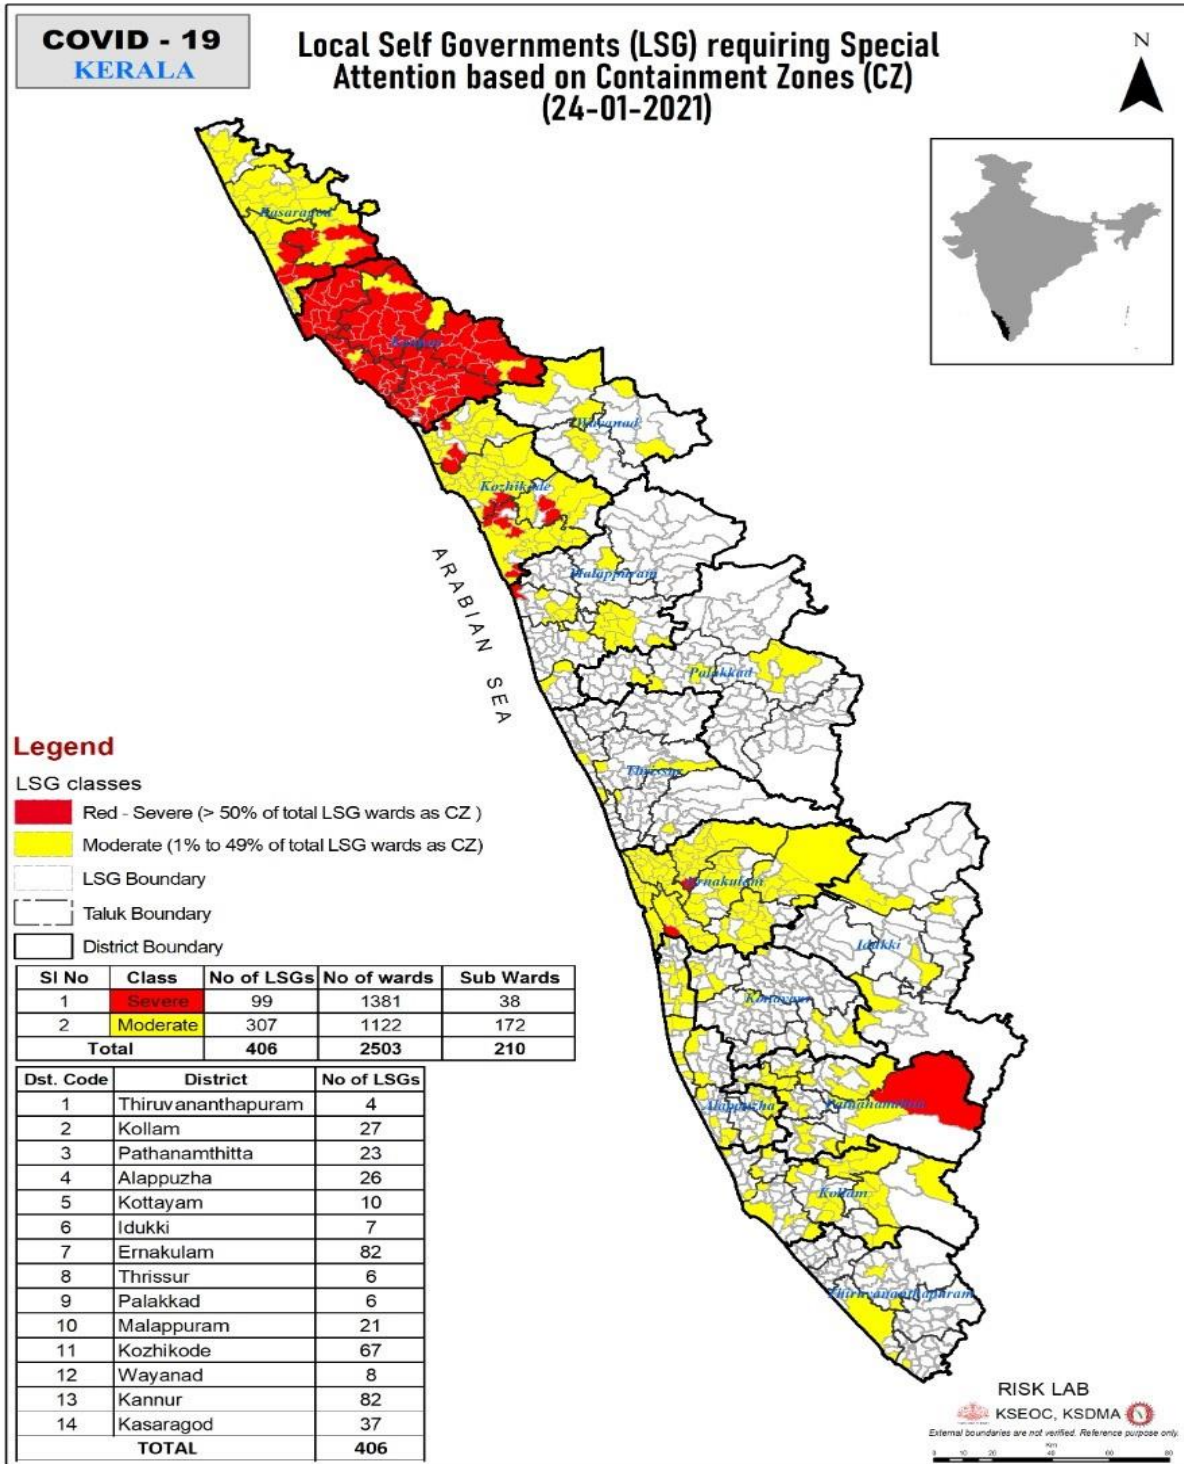 COVID - 19
KERALA
Local Self Governments (LSG) requiring Special
Attention based on Containment Zones (CZ)
(24-01-2021)
N
Kasaragod
Kannur
Wayanad
Kozhikode
Malappuram
ARABIAN SEA
Palakkad
Thrissur
Ernakulam
Idukki
Kottayam
Alappuzha
Pathanamthitta
Kollam
Thiruvananthapuram
Legend
LSG classes
Red - Severe (> 50% of total LSG wards as CZ )
Moderate (1% to 49% of total LSG wards as CZ)
LSG Boundary
Taluk Boundary
District Boundary
Sl No Class No of LSGs No of wards Sub Wards
1 Severe 99 1381 38
2 Moderate 307 1122 172
Total 406 2503 210
Dst. Code District No of LSGs
1 Thiruvananthapuram 4
2 Kollam 27
3 Pathanamthitta 23
4 Alappuzha 26
5 Kottayam 10
6 Idukki 7
7 Ernakulam 82
8 Thrissur 6
9 Palakkad 6
10 Malappuram 21
11 Kozhikode 67
12 Wayanad 8
13 Kannur 82
14 Kasaragod 37
TOTAL 406
RISK LAB
KSEOC, KSDMA
External boundaries are not verified. Reference purpose only.
Km
0 10 20 40 60 80